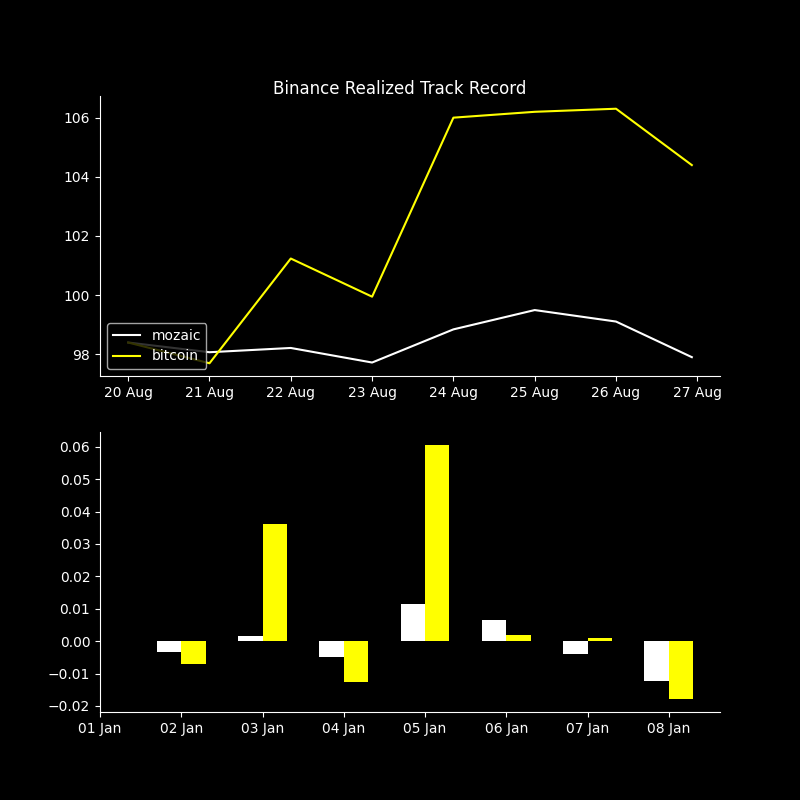 Binance Realized Track Record
106
104
102
100
98
mozaic
bitcoin
20 Aug 21 Aug 22 Aug 23 Aug 24 Aug 25 Aug 26 Aug 27 Aug
0.06
0.05
0.04
0.03
0.02
0.01
0.00
−0.01
−0.02
01 Jan 02 Jan 03 Jan 04 Jan 05 Jan 06 Jan 07 Jan 08 Jan